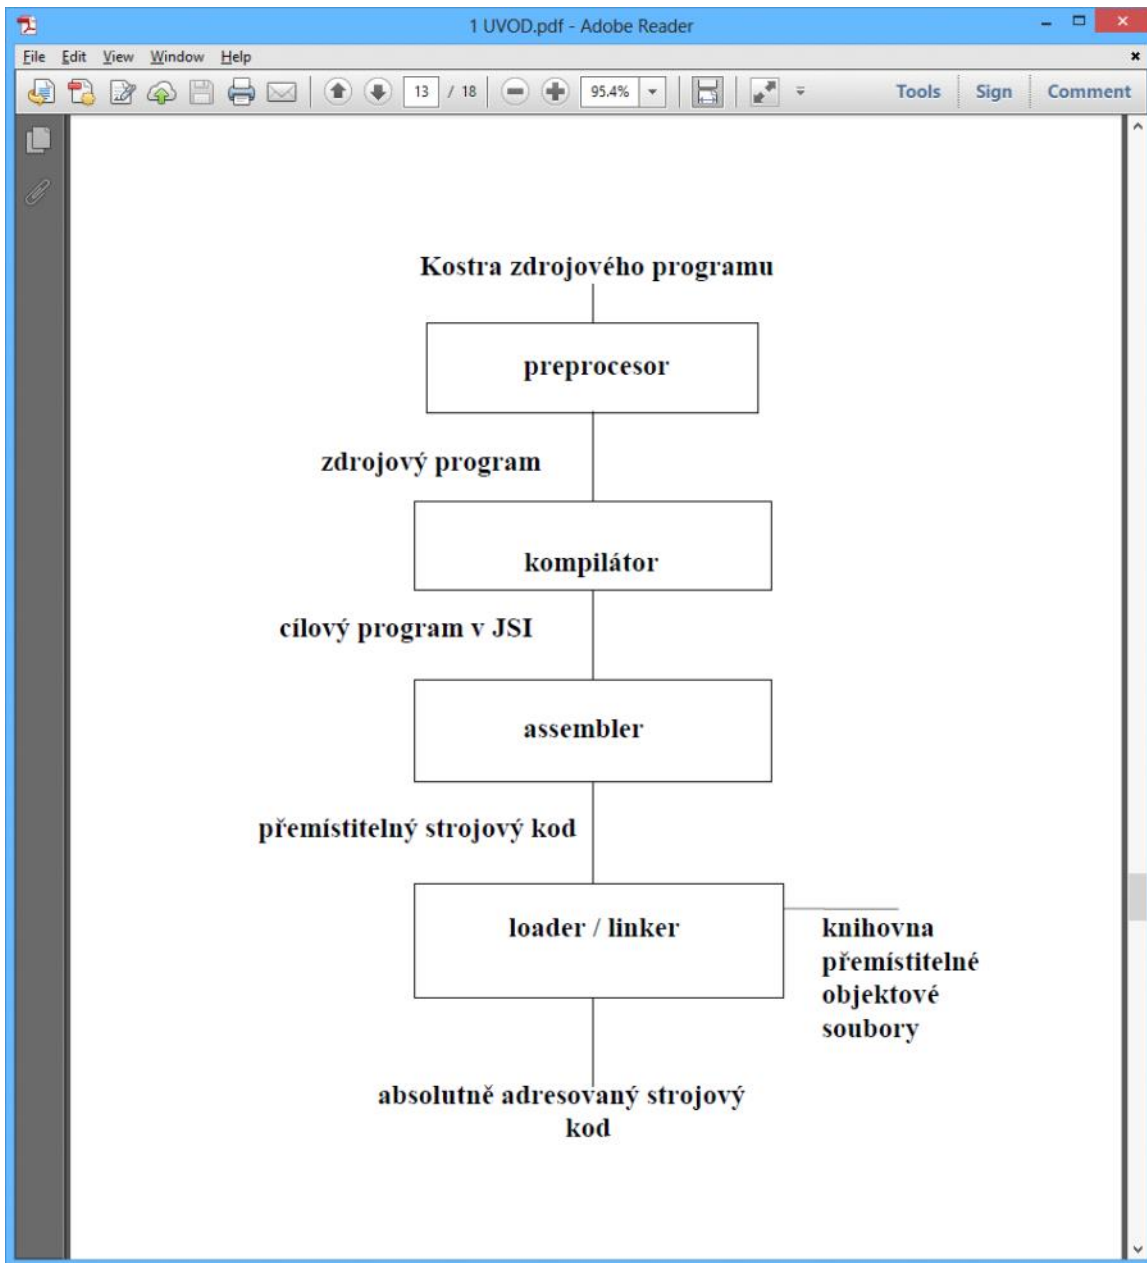 1 UVOD.pdf - Adobe Reader
File Edit View Window Help
13 / 18 95.4% Tools Sign Comment
Kostra zdrojového programu
preprocesor
zdrojový program
kompilátor
cílový program v JSI
assembler
přemístitelný strojový kod
loader / linker
knihovna
přemístitelné
objektové
soubory
absolutně adresovaný strojový
kod